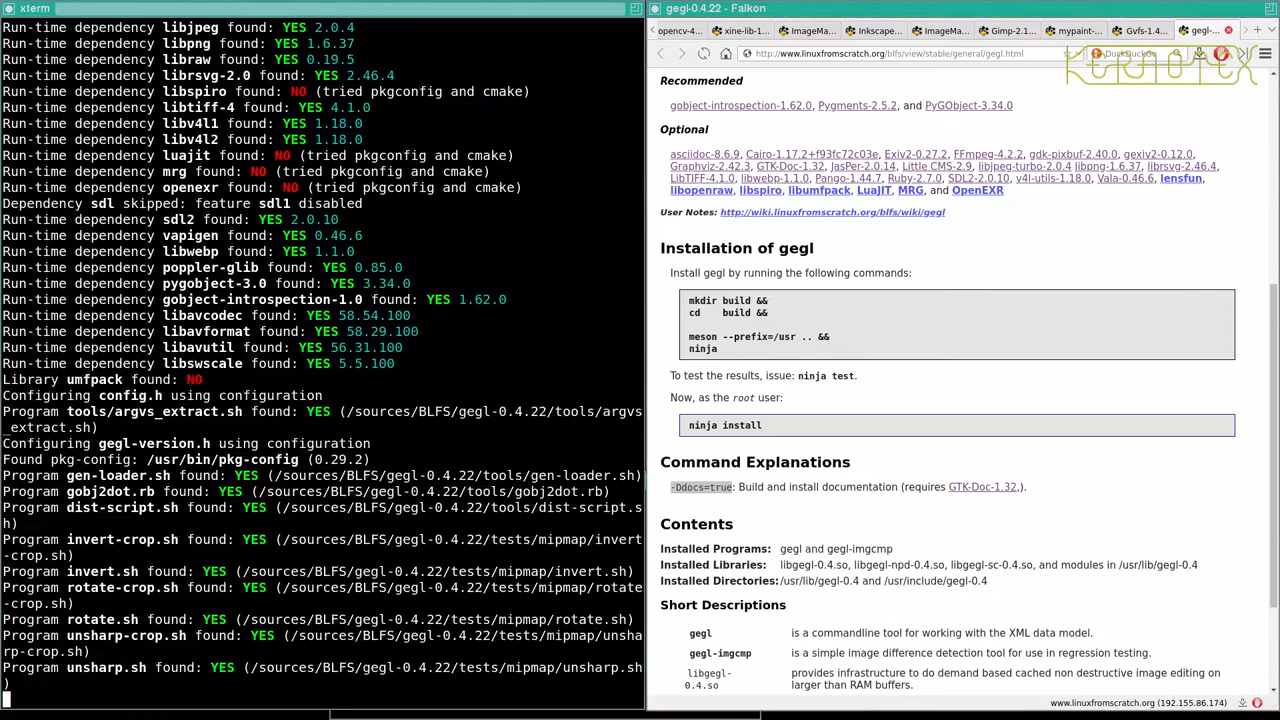 xterm
Run-time dependency libjpeg found: YES 2.0.4
Run-time dependency libpng found: YES 1.6.37
Run-time dependency libraw found: YES 0.19.5
Run-time dependency librsvg-2.0 found: YES 2.46.4
Run-time dependency libspiro found: NO (tried pkgconfig and cmake)
Run-time dependency libtiff-4 found: YES 4.1.0
Run-time dependency libv4l1 found: YES 1.18.0
Run-time dependency libv4l2 found: YES 1.18.0
Run-time dependency luajit found: NO (tried pkgconfig and cmake)
Run-time dependency mrg found: NO (tried pkgconfig and cmake)
Run-time dependency openexr found: NO (tried pkgconfig and cmake)
Dependency sdl skipped: feature sdl1 disabled
Run-time dependency sdl2 found: YES 2.0.10
Run-time dependency vapigen found: YES 0.46.6
Run-time dependency libwebp found: YES 1.1.0
Run-time dependency poppler-glib found: YES 0.85.0
Run-time dependency pygobject-3.0 found: YES 3.34.0
Run-time dependency gobject-introspection-1.0 found: YES 1.62.0
Run-time dependency libavcodec found: YES 58.54.100
Run-time dependency libavformat found: YES 58.29.100
Run-time dependency libavutil found: YES 56.31.100
Run-time dependency libswscale found: YES 5.5.100
Library umfpack found: NO
Configuring config.h using configuration
Program tools/argvs_extract.sh found: YES (/sources/BLFS/gegl-0.4.22/tools/argvs
_extract.sh)
Configuring gegl-version.h using configuration
Found pkg-config: /usr/bin/pkg-config (0.29.2)
Program gen-loader.sh found: YES (/sources/BLFS/gegl-0.4.22/tools/gen-loader.sh)
Program gobj2dot.rb found: YES (/sources/BLFS/gegl-0.4.22/tools/gobj2dot.rb)
Program dist-script.sh found: YES (/sources/BLFS/gegl-0.4.22/tools/dist-script.s
h)
Program invert-crop.sh found: YES (/sources/BLFS/gegl-0.4.22/tests/mipmap/invert
-crop.sh)
Program invert.sh found: YES (/sources/BLFS/gegl-0.4.22/tests/mipmap/invert.sh)
Program rotate-crop.sh found: YES (/sources/BLFS/gegl-0.4.22/tests/mipmap/rotate
-crop.sh)
Program rotate.sh found: YES (/sources/BLFS/gegl-0.4.22/tests/mipmap/rotate.sh)
Program unsharp-crop.sh found: YES (/sources/BLFS/gegl-0.4.22/tests/mipmap/unsha
rp-crop.sh)
Program unsharp.sh found: YES (/sources/BLFS/gegl-0.4.22/tests/mipmap/unsharp.sh
)
gegl-0.4.22 - Falkon
opencv-4... xine-lib-1... ImageMa... Inkscape... ImageMa... Gimp-2.1... mypaint-... Gvfs-1.4... gegl-...
http://www.linuxfromscratch.org/blfs/view/stable/general/gegl.html DuckDuckGo
KERNOTEX
Recommended
gobject-introspection-1.62.0, Pygments-2.5.2, and PyGObject-3.34.0
Optional
asciidoc-8.6.9, Cairo-1.17.2+f93fc72c03e, Exiv2-0.27.2, FFmpeg-4.2.2, gdk-pixbuf-2.40.0, gexiv2-0.12.0,
Graphviz-2.42.3, GTK-Doc-1.32, JasPer-2.0.14, Little CMS-2.9, libjpeg-turbo-2.0.4 libpng-1.6.37, librsvg-2.46.4,
LibTIFF-4.1.0, libwebp-1.1.0, Pango-1.44.7, Ruby-2.7.0, SDL2-2.0.10, v4l-utils-1.18.0, Vala-0.46.6, lensfun,
libopenraw, libspiro, libumfpack, LuaJIT, MRG, and OpenEXR
User Notes: http://wiki.linuxfromscratch.org/blfs/wiki/gegl
Installation of gegl
Install gegl by running the following commands:
mkdir build &&
cd build &&
meson --prefix=/usr .. &&
ninja
To test the results, issue: ninja test.
Now, as the root user:
ninja install
Command Explanations
-Ddocs=true: Build and install documentation (requires GTK-Doc-1.32,).
Contents
Installed Programs: gegl and gegl-imgcmp
Installed Libraries: libgegl-0.4.so, libgegl-npd-0.4.so, libgegl-sc-0.4.so, and modules in /usr/lib/gegl-0.4
Installed Directories: /usr/lib/gegl-0.4 and /usr/include/gegl-0.4
Short Descriptions
gegl is a commandline tool for working with the XML data model.
gegl-imgcmp is a simple image difference detection tool for use in regression testing.
libgegl- provides infrastructure to do demand based cached non destructive image editing on
0.4.so larger than RAM buffers.
www.linuxfromscratch.org (192.155.86.174)